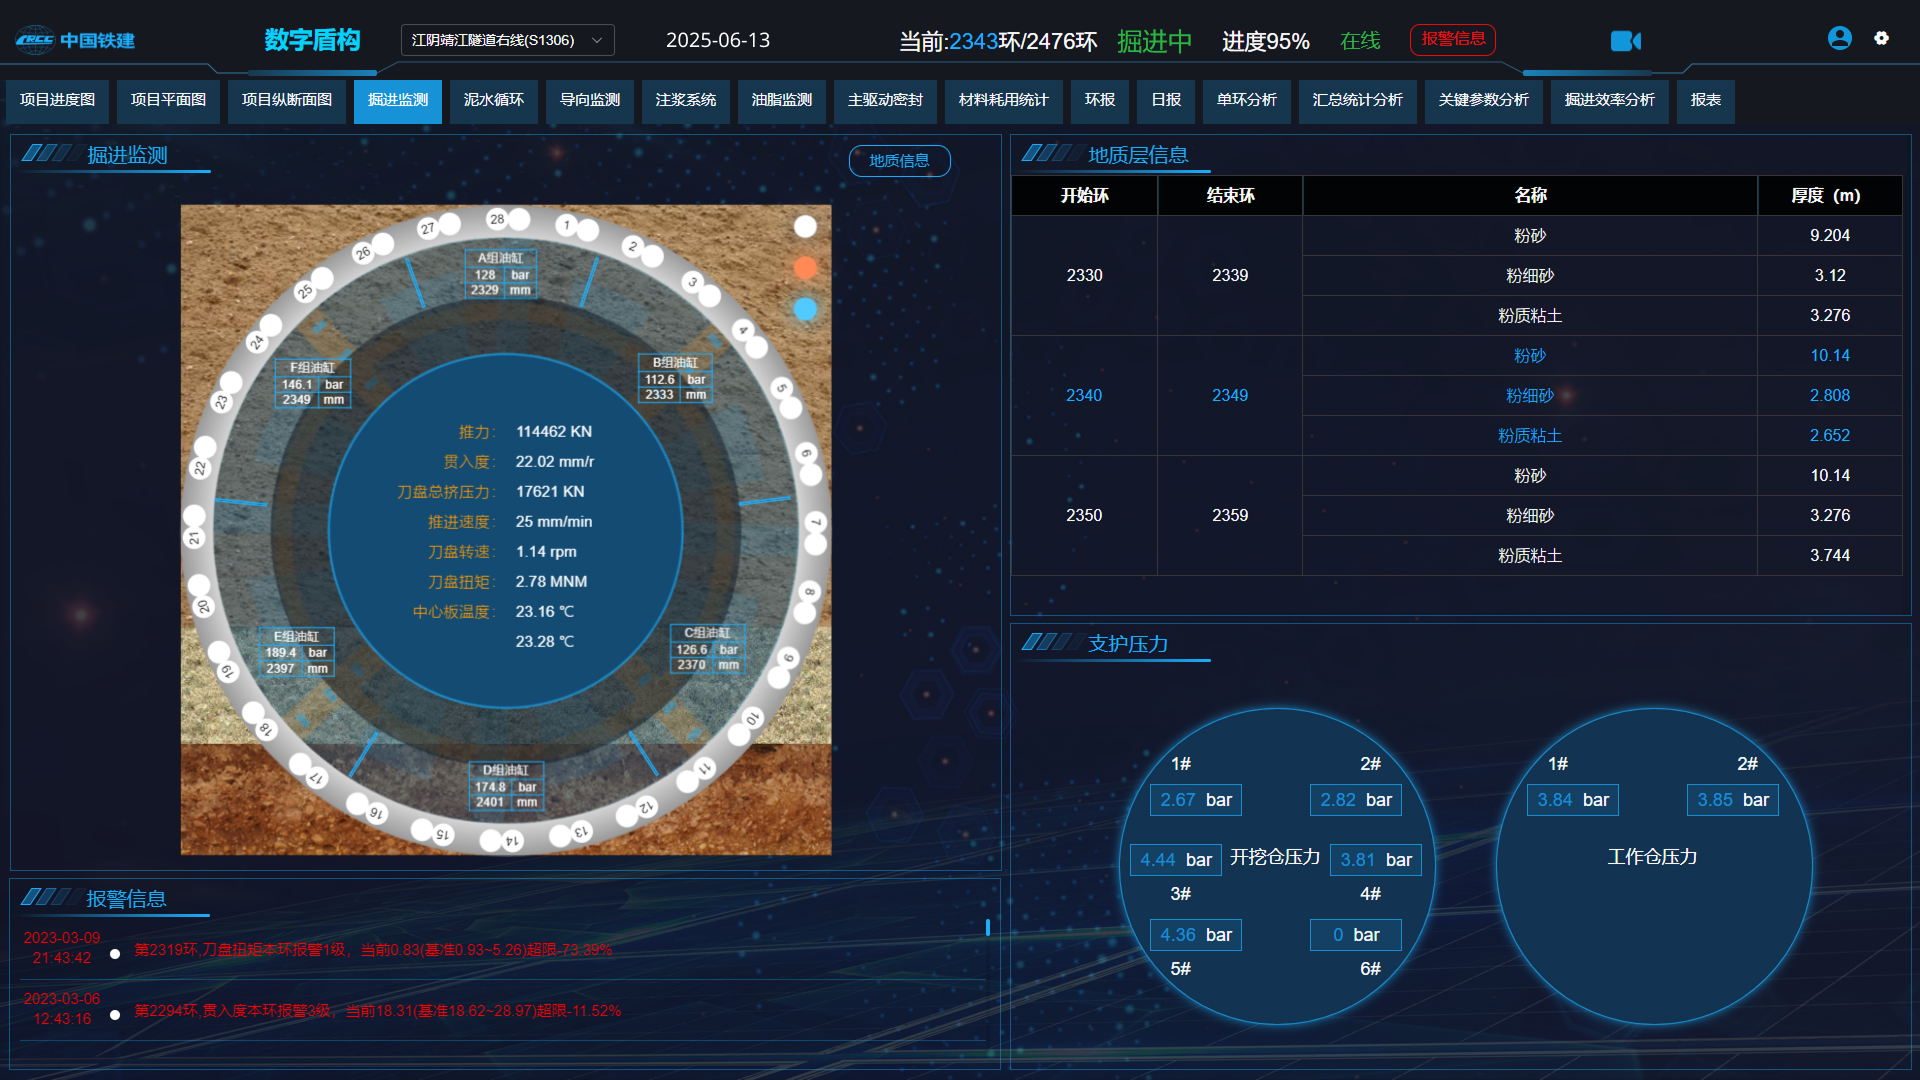 CRCC 中国铁建
数字盾构
江阴靖江隧道右线(S1306)
2025-06-13
当前:2343环/2476环 掘进中 进度95% 在线
报警信息
项目进度图 项目平面图 项目纵断面图 掘进监测 泥水循环 导向监测 注浆系统 油脂监测 主驱动密封 材料耗用统计 环报 日报 单环分析 汇总统计分析 关键参数分析 掘进效率分析 报表
掘进监测
地质信息
28
1
2
3
4
5
6
7
8
9
10
11
12
13
14
15
16
17
18
19
20
21
22
23
24
25
26
27
A组油缸
128 bar
2329 mm
B组油缸
112.6 bar
2333 mm
C组油缸
126.6 bar
2370 mm
D组油缸
174.8 bar
2401 mm
E组油缸
189.4 bar
2397 mm
F组油缸
146.1 bar
2349 mm
推力: 114462 KN
贯入度: 22.02 mm/r
刀盘总挤压力: 17621 KN
推进速度: 25 mm/min
刀盘转速: 1.14 rpm
刀盘扭矩: 2.78 MNM
中心板温度: 23.16 ℃
23.28 ℃
报警信息
2023-03-09
21:43:42
第2319环,刀盘扭矩本环报警1级，当前0.83(基准0.93~5.26)超限-73.39%
2023-03-06
12:43:16
第2294环,贯入度本环报警3级，当前18.31(基准18.62~28.97)超限-11.52%
地质层信息
开始环 结束环 名称 厚度（m）
2330 2339 粉砂 9.204
粉细砂 3.12
粉质粘土 3.276
2340 2349 粉砂 10.14
粉细砂 2.808
粉质粘土 2.652
2350 2359 粉砂 10.14
粉细砂 3.276
粉质粘土 3.744
支护压力
1# 2#
2.67 bar 2.82 bar
4.44 bar 开挖仓压力 3.81 bar
3# 4#
4.36 bar 0 bar
5# 6#
1# 2#
3.84 bar 3.85 bar
工作仓压力